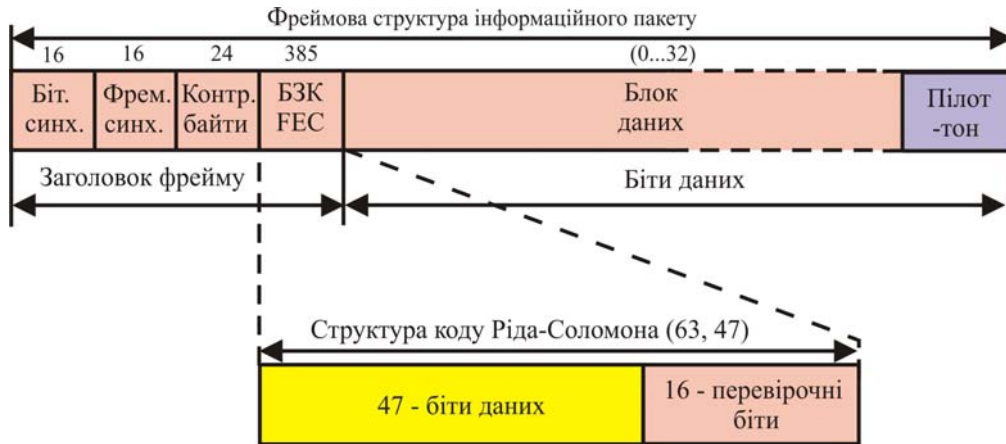 Фреймова структура інформаційного пакету
16 16 24 385 (0...32)
Біт. синх.
Фрем. синх.
Контр. байти
БЗК FEC
Блок даних
Пілот -тон
Заголовок фрейму
Біти даних
Структура коду Ріда-Соломона (63, 47)
47 - біти даних
16 - перевірочні біти